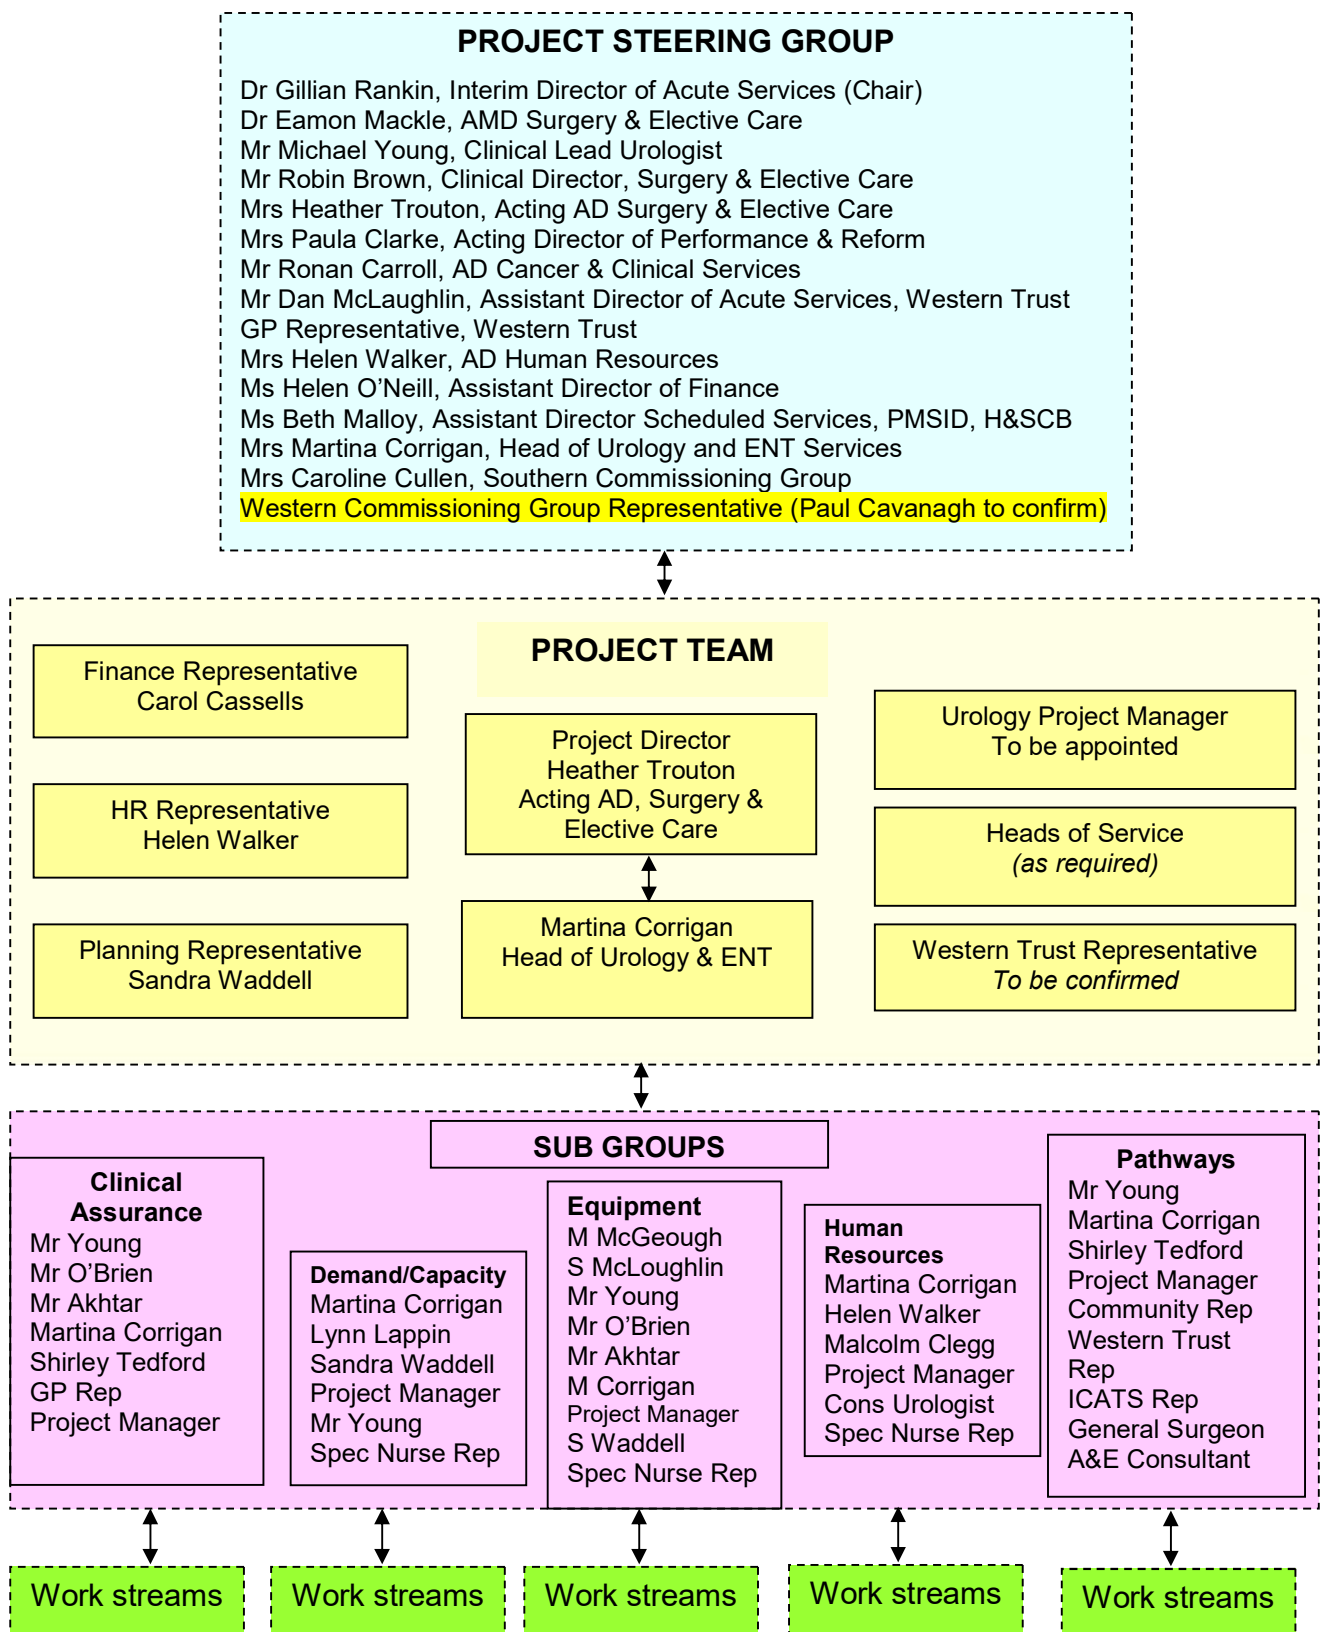 PROJECT STEERING GROUP
Dr Gillian Rankin, Interim Director of Acute Services (Chair)
Dr Eamon Mackle, AMD Surgery & Elective Care
Mr Michael Young, Clinical Lead Urologist
Mr Robin Brown, Clinical Director, Surgery & Elective Care
Mrs Heather Trouton, Acting AD Surgery & Elective Care
Mrs Paula Clarke, Acting Director of Performance & Reform
Mr Ronan Carroll, AD Cancer & Clinical Services
Mr Dan McLaughlin, Assistant Director of Acute Services, Western Trust
GP Representative, Western Trust
Mrs Helen Walker, AD Human Resources
Ms Helen O’Neill, Assistant Director of Finance
Ms Beth Malloy, Assistant Director Scheduled Services, PMSID, H&SCB
Mrs Martina Corrigan, Head of Urology and ENT Services
Mrs Caroline Cullen, Southern Commissioning Group
Western Commissioning Group Representative (Paul Cavanagh to confirm)
PROJECT TEAM
Finance Representative
Carol Cassells
HR Representative
Helen Walker
Planning Representative
Sandra Waddell
Project Director
Heather Trouton
Acting AD, Surgery &
Elective Care
Martina Corrigan
Head of Urology & ENT
Urology Project Manager
To be appointed
Heads of Service
(as required)
Western Trust Representative
To be confirmed
SUB GROUPS
Clinical
Assurance
Mr Young
Mr O’Brien
Mr Akhtar
Martina Corrigan
Shirley Tedford
GP Rep
Project Manager
Demand/Capacity
Martina Corrigan
Lynn Lappin
Sandra Waddell
Project Manager
Mr Young
Spec Nurse Rep
Equipment
M McGeough
S McLoughlin
Mr Young
Mr O’Brien
Mr Akhtar
M Corrigan
Project Manager
S Waddell
Spec Nurse Rep
Human
Resources
Martina Corrigan
Helen Walker
Malcolm Clegg
Project Manager
Cons Urologist
Spec Nurse Rep
Pathways
Mr Young
Martina Corrigan
Shirley Tedford
Project Manager
Community Rep
Western Trust
Rep
ICATS Rep
General Surgeon
A&E Consultant
Work streams
Work streams
Work streams
Work streams
Work streams